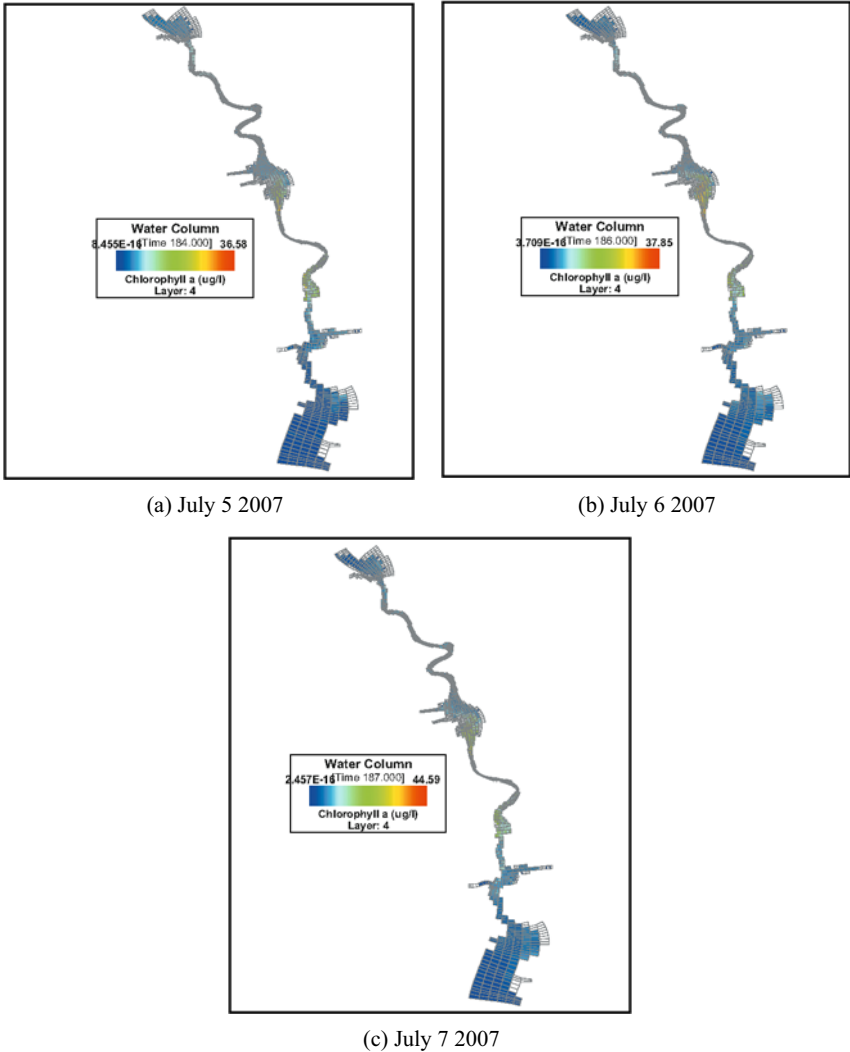 Water Column
8.455E-16 [Time 184.000] 36.58
Chlorophyll a (ug/l)
Layer: 4
(a) July 5 2007
Water Column
3.709E-16 [Time 186.000] 37.85
Chlorophyll a (ug/l)
Layer: 4
(b) July 6 2007
Water Column
2.457E-16 [Time 187.000] 44.59
Chlorophyll a (ug/l)
Layer: 4
(c) July 7 2007